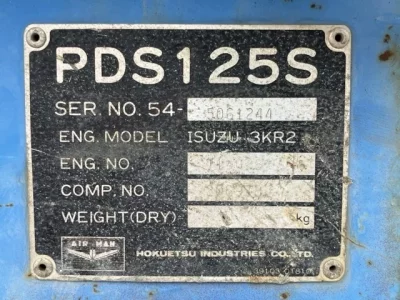 PDS125S
SER. NO. 54-
ENG. MODEL ISUZU 3KR2
ENG. NO.
COMP. NO.
WEIGHT(DRY) kg
AIR MAN
HOKUETSU INDUSTRIES CO., LTD.